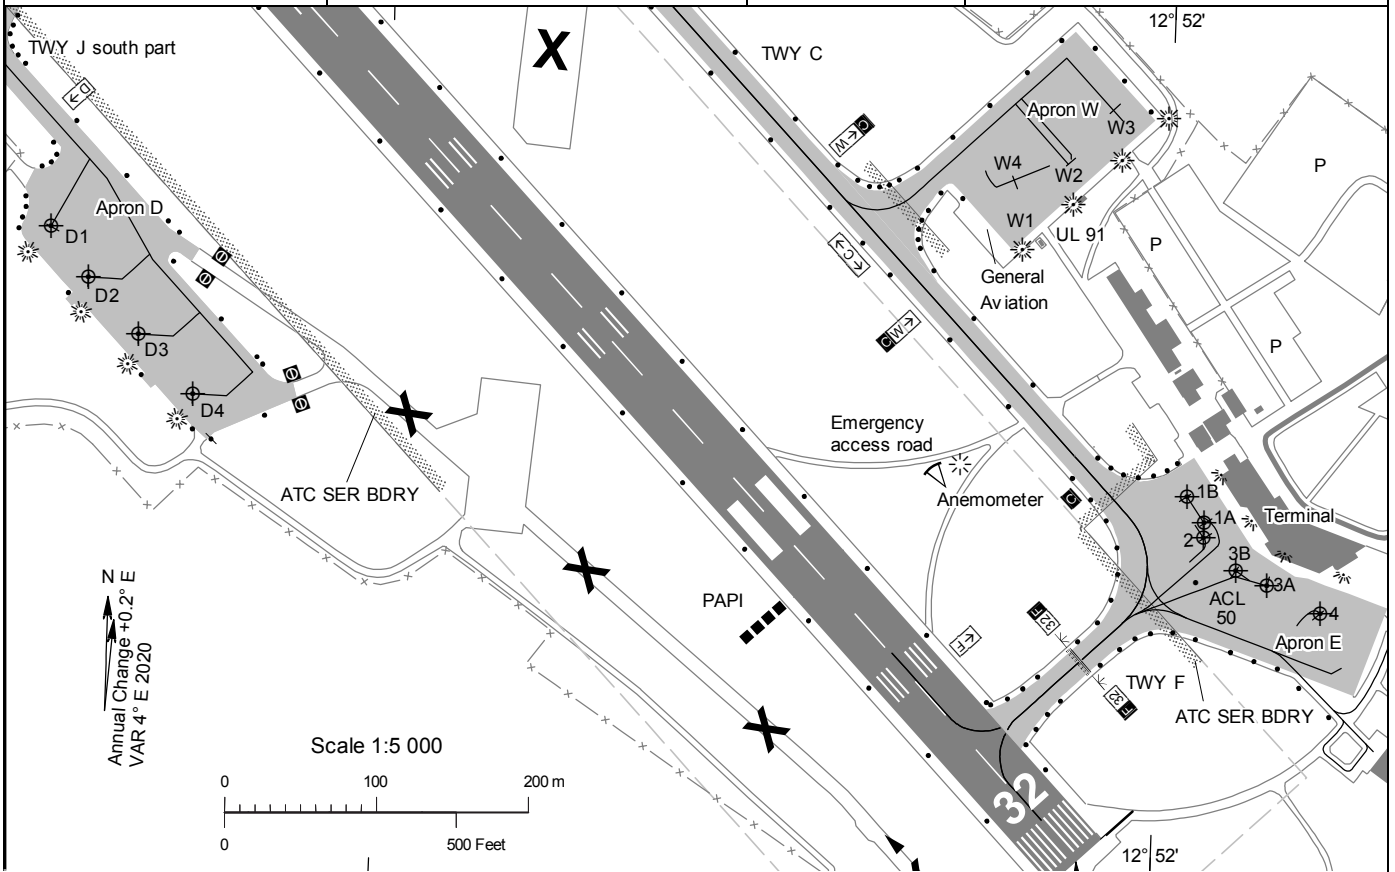 12° 52'
TWY J south part
TWY C
X
D
Apron W
C
W
W3
W4
P
W2
Apron D
W1
D1
UL 91
P
C
General
Aviation
D2
C W
P
D3
D4
Emergency
access road
ATC SER BDRY
Anemometer
C
1B
1A
Terminal
2
3B
3A
ACL
50
4
N
Annual Change +0.2° E
VAR 4° E 2020
PAPI
F 32
F
Apron E
TWY F
F 32
ATC SER BDRY
Scale 1:5 000
0 100 200 m
0 500 Feet
32
12° 52'